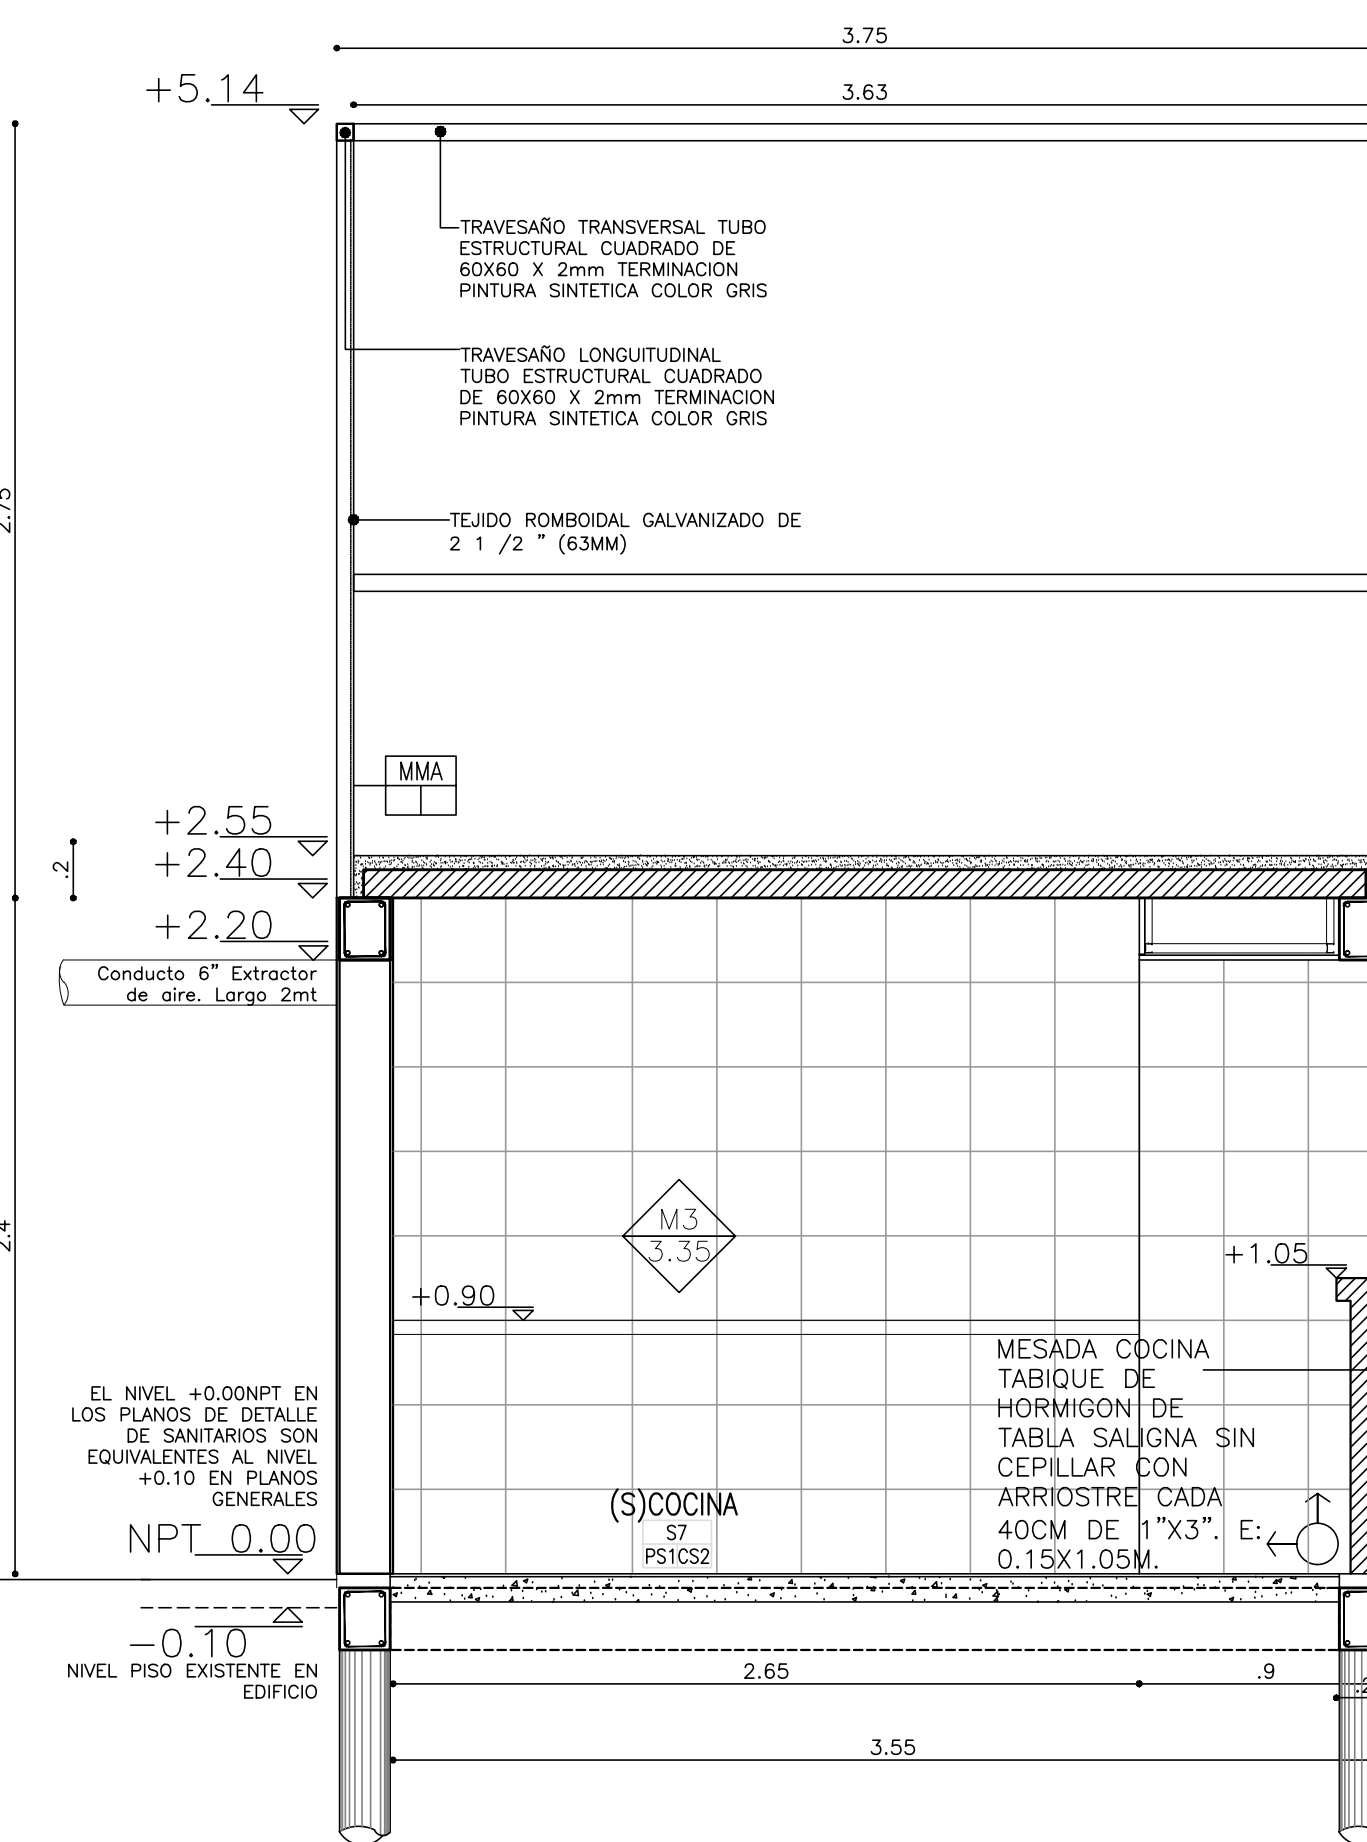 3.75
+5.14
3.63
TRAVESAÑO TRANSVERSAL TUBO
ESTRUCTURAL CUADRADO DE
60X60 X 2mm TERMINACION
PINTURA SINTETICA COLOR GRIS
TRAVESAÑO LONGUITUDINAL
TUBO ESTRUCTURAL CUADRADO
DE 60X60 X 2mm TERMINACION
PINTURA SINTETICA COLOR GRIS
2.75
TEJIDO ROMBOIDAL GALVANIZADO DE
2 1 /2 " (63MM)
MMA
+2.55
.2
+2.40
+2.20
Conducto 6" Extractor
de aire. Largo 2mt
2.4
M3
3.35
+1.05
+0.90
MESADA COCINA
TABIQUE DE
HORMIGON DE
TABLA SALIGNA SIN
CEPILLAR CON
ARRIOSTRE CADA
40CM DE 1"X3". E:
0.15X1.05M.
EL NIVEL +0.00NPT EN
LOS PLANOS DE DETALLE
DE SANITARIOS SON
EQUIVALENTES AL NIVEL
+0.10 EN PLANOS
GENERALES
(S)COCINA
S7
PS1CS2
NPT 0.00
-0.10
NIVEL PISO EXISTENTE EN
EDIFICIO
2.65
.9
3.55